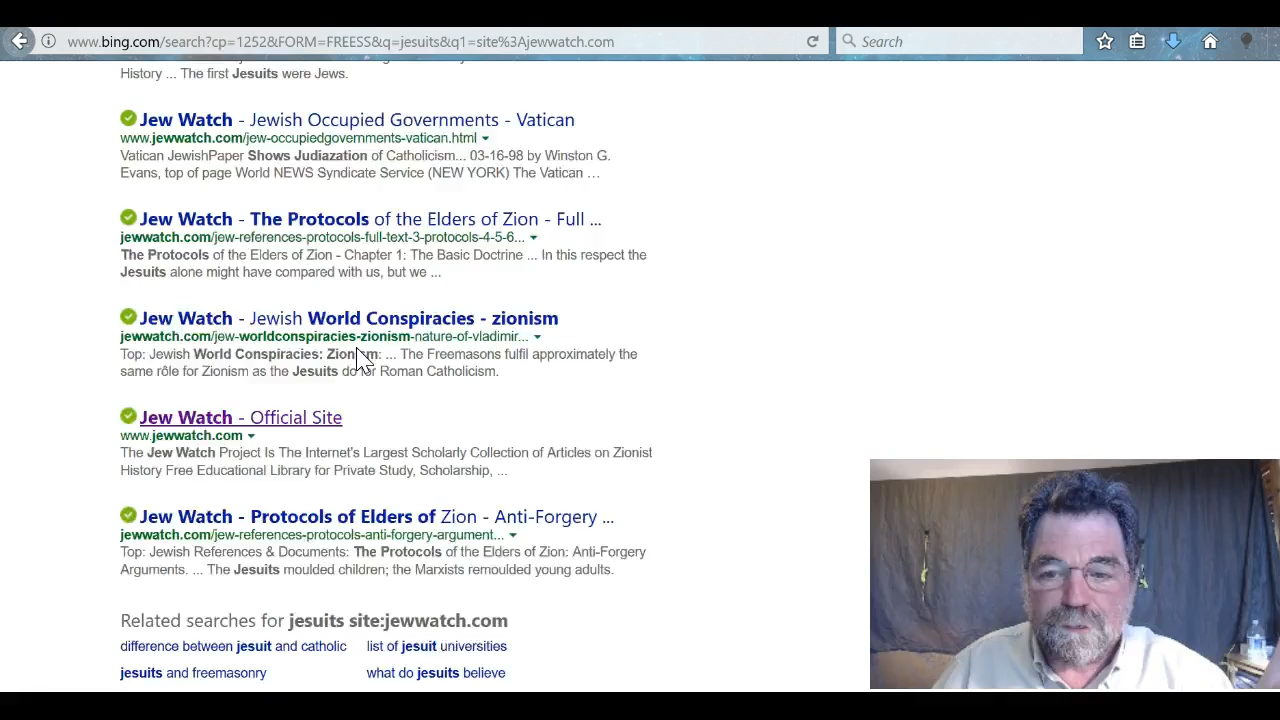 www.bing.com/search?cp=1252&FORM=FREESS&q=jesuits&q1=site%3Ajewwatch.com
Search
History ... The first Jesuits were Jews.
Jew Watch - Jewish Occupied Governments - Vatican
www.jewwatch.com/jew-occupiedgovernments-vatican.html
Vatican JewishPaper Shows Judiazation of Catholicism... 03-16-98 by Winston G.
Evans, top of page World NEWS Syndicate Service (NEW YORK) The Vatican ...
Jew Watch - The Protocols of the Elders of Zion - Full ...
jewwatch.com/jew-references-protocols-full-text-3-protocols-4-5-6...
The Protocols of the Elders of Zion - Chapter 1: The Basic Doctrine ... In this respect the
Jesuits alone might have compared with us, but we ...
Jew Watch - Jewish World Conspiracies - zionism
jewwatch.com/jew-worldconspiracies-zionism-nature-of-vladimir...
Top: Jewish World Conspiracies: Zionism: ... The Freemasons fulfil approximately the
same rôle for Zionism as the Jesuits do for Roman Catholicism.
Jew Watch - Official Site
www.jewwatch.com
The Jew Watch Project Is The Internet's Largest Scholarly Collection of Articles on Zionist
History Free Educational Library for Private Study, Scholarship, ...
Jew Watch - Protocols of Elders of Zion - Anti-Forgery ...
jewwatch.com/jew-references-protocols-anti-forgery-argument...
Top: Jewish References & Documents: The Protocols of the Elders of Zion: Anti-Forgery
Arguments. ... The Jesuits moulded children; the Marxists remoulded young adults.
Related searches for jesuits site:jewwatch.com
difference between jesuit and catholic
list of jesuit universities
jesuits and freemasonry
what do jesuits believe